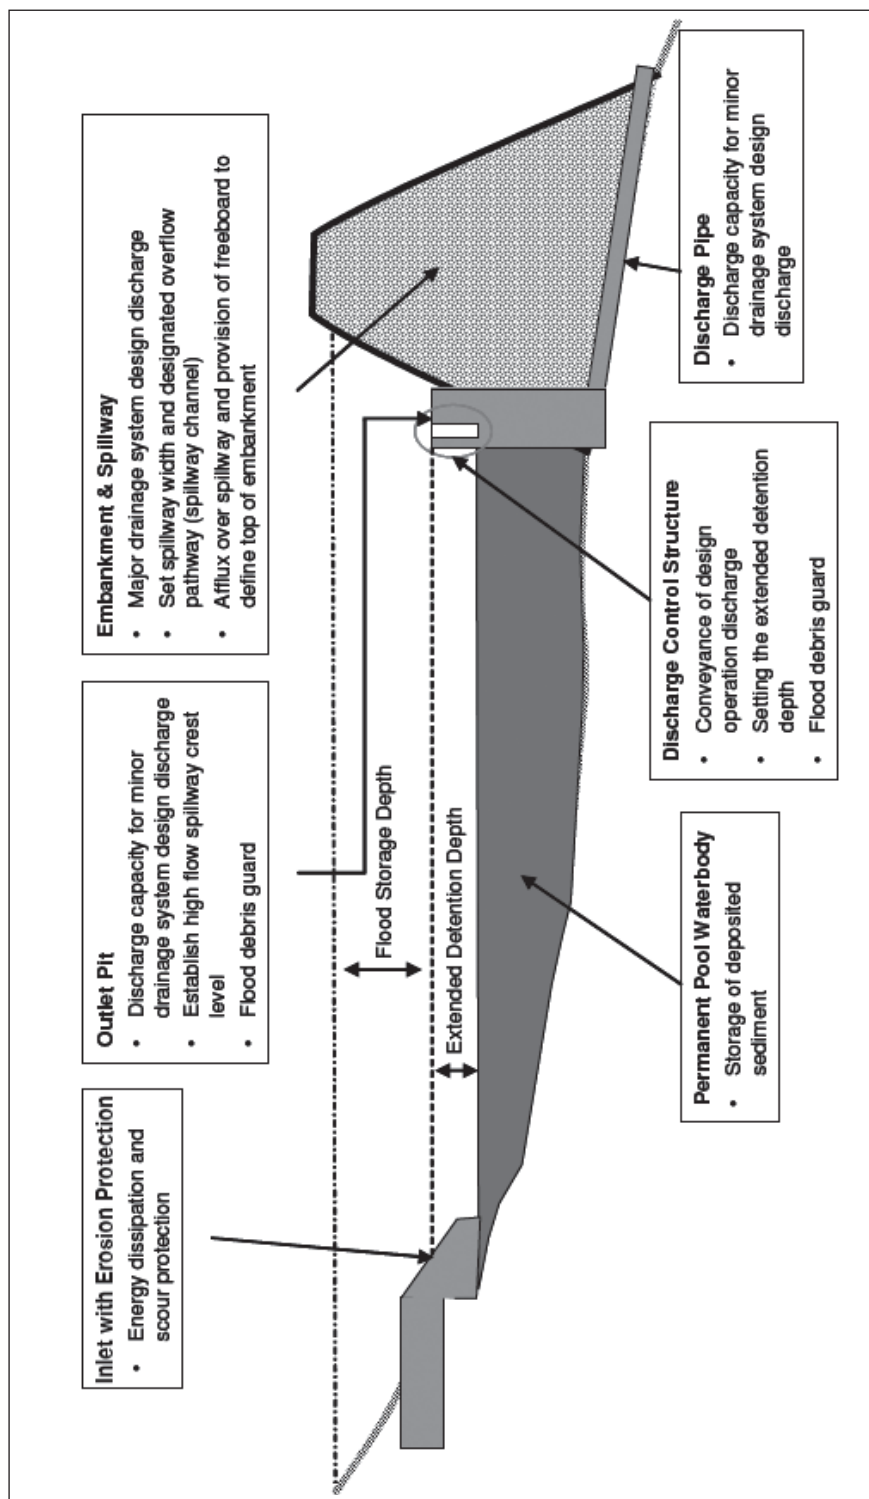 Inlet with Erosion Protection
• Energy dissipation and
scour protection
Outlet Pit
• Discharge capacity for minor
drainage system design discharge
• Establish high flow spillway crest
level
• Flood debris guard
Embankment & Spillway
• Major drainage system design discharge
• Set spillway width and designated overflow
pathway (spillway channel)
• Afflux over spillway and provision of freeboard to
define top of embankment
Flood Storage Depth
Extended Detention Depth
Permanent Pool Waterbody
• Storage of deposited
sediment
Discharge Control Structure
• Conveyance of design
operation discharge
• Setting the extended detention
depth
• Flood debris guard
Discharge Pipe
• Discharge capacity for minor
drainage system design
discharge